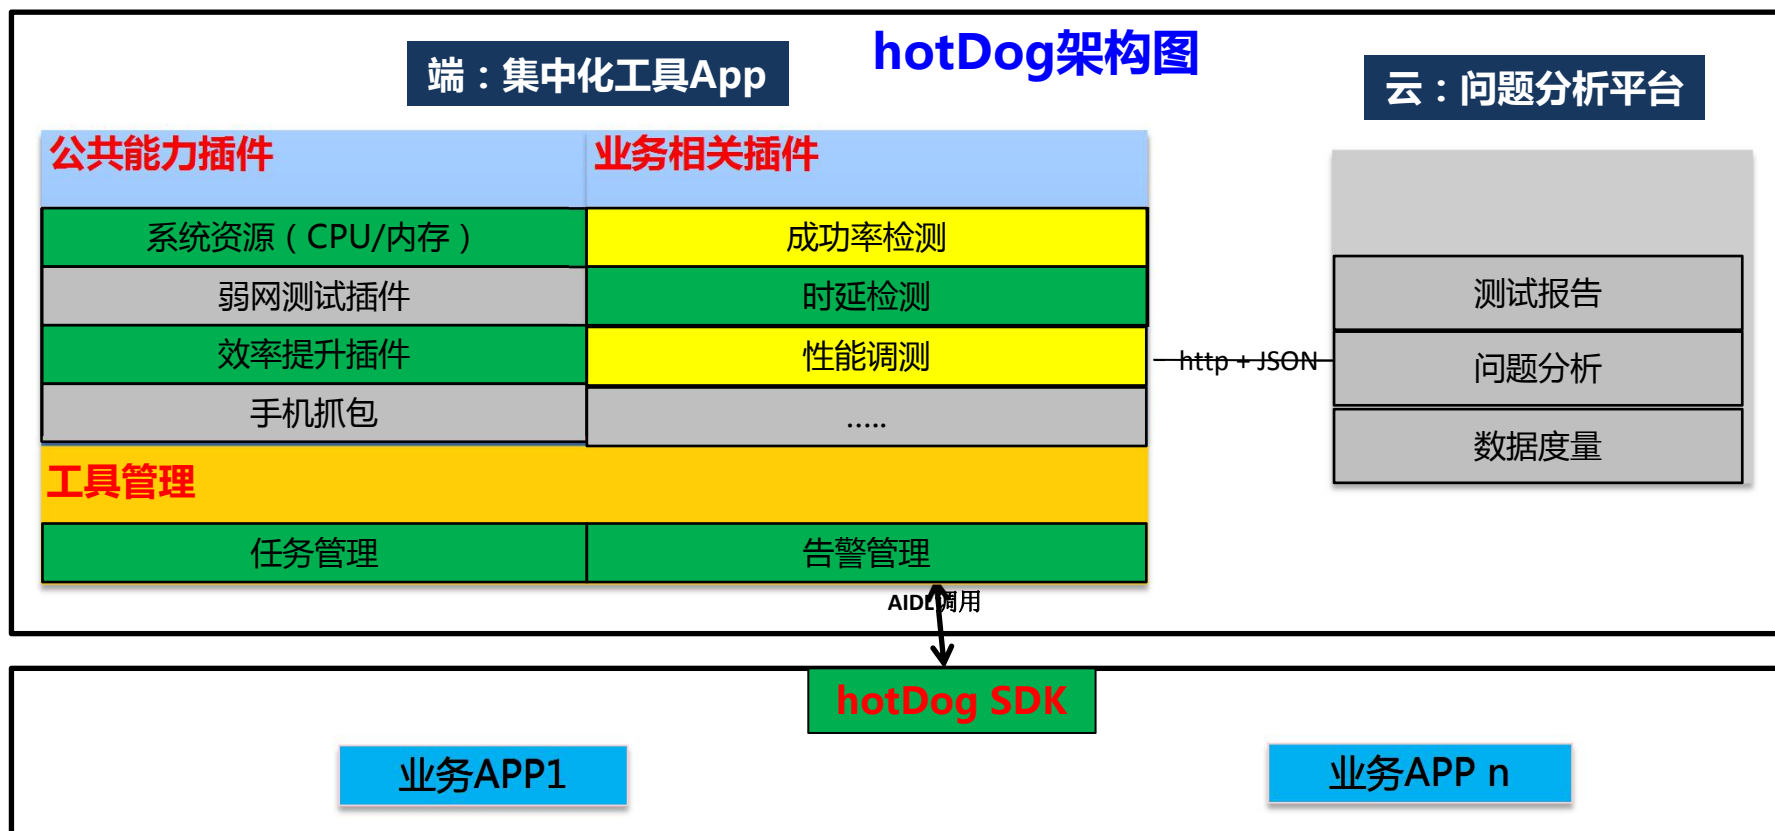 hotDog架构图
端：集中化工具App
云：问题分析平台
公共能力插件
业务相关插件
系统资源（CPU/内存）
成功率检测
弱网测试插件
时延检测
效率提升插件
性能调测
手机抓包
.....
http + JSON
测试报告
问题分析
数据度量
工具管理
任务管理
告警管理
AIDL调用
hotDog SDK
业务APP1
业务APP n